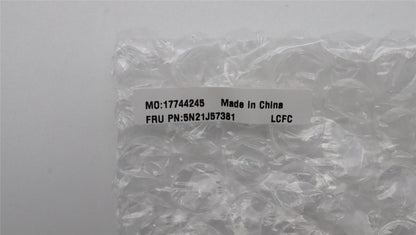 MO:17744245 Made in China
FRU PN:5N21J57381 LCFC